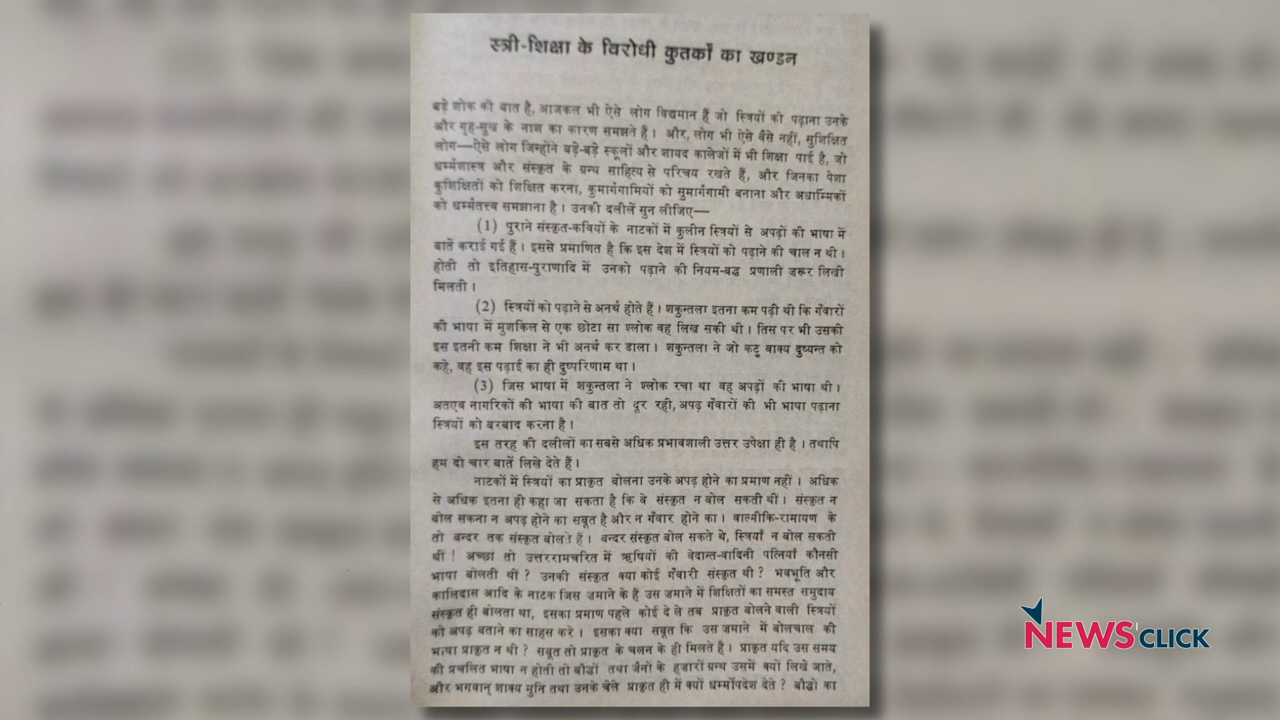 स्त्री-शिक्षा के विरोधी कुतर्कों का खण्डन
बड़े शोक की बात है, आजकल भी ऐसे लोग विद्यमान हैं जो स्त्रियों को पढ़ाना उनके
और गृह-सुख के नाश का कारण समझते हैं। और, लोग भी ऐसे वैसे नहीं, सुशिक्षित
लोग—ऐसे लोग जिन्होंने बड़े-बड़े स्कूलों और शायद कालेजों में भी शिक्षा पाई है, जो
धर्म्मशास्त्र और संस्कृत के ग्रन्थ साहित्य से परिचय रखते हैं, और जिनका पेशा
कुशिक्षितों को शिक्षित करना, कुमार्गगामियों को सुमार्गगामी बनाना और अधार्म्मिकों
को धर्म्मतत्त्व समझाना है। उनकी दलीलें सुन लीजिए—
(1) पुराने संस्कृत-कवियों के नाटकों में कुलीन स्त्रियों से अपढ़ों की भाषा में
बातें कराई गई हैं। इससे प्रमाणित है कि इस देश में स्त्रियों को पढ़ाने की चाल न थी।
होती तो इतिहास-पुराणादि में उनको पढ़ाने की नियम-बद्ध प्रणाली ज़रूर लिखी
मिलती।
(2) स्त्रियों को पढ़ाने से अनर्थ होते हैं। शकुन्तला इतना कम पढ़ी थी कि गँवारों
की भाषा में मुशकिल से एक छोटा सा श्लोक वह लिख सकी थी। तिस पर भी उसकी
इस इतनी कम शिक्षा ने भी अनर्थ कर डाला। शकुन्तला ने जो कटु वाक्य दुष्यन्त को
कहे, वह इस पढ़ाई का ही दुष्परिणाम था।
(3) जिस भाषा में शकुन्तला ने श्लोक रचा था वह अपढ़ों की भाषा थी।
अतएव नागरिकों की भाषा की बात तो दूर रही, अपढ़ गँवारों की भी भाषा पढ़ाना
स्त्रियों को बरबाद करना है।
इस तरह की दलीलों का सबसे अधिक प्रभावशाली उत्तर उपेक्षा ही है। तथापि
हम दो चार बातें लिखे देते हैं।
नाटकों में स्त्रियों का प्राकृत बोलना उनके अपढ़ होने का प्रमाण नहीं। अधिक
से अधिक इतना ही कहा जा सकता है कि वे संस्कृत न बोल सकती थीं। संस्कृत न
बोल सकना न अपढ़ होने का सबूत है और न गँवार होने का। वाल्मीकि-रामायण के
तो बन्दर तक संस्कृत बोलते हैं। बन्दर संस्कृत बोल सकते थे, स्त्रियाँ न बोल सकती
थीं! अच्छा तो उत्तररामचरित में ऋषियों की वेदान्त-वादिनी पत्नियाँ कौनसी
भाषा बोलती थीं? उनकी संस्कृत क्या कोई गँवारी संस्कृत थी? भवभूति और
कालिदास आदि के नाटक जिस ज़माने के हैं उस ज़माने में शिक्षितों का समस्त समुदाय
संस्कृत ही बोलता था, इसका प्रमाण पहले कोई दे ले तब प्राकृत बोलने वाली स्त्रियों
को अपढ़ बताने का साहस करे। इसका क्या सबूत कि उस ज़माने में बोलचाल की
भाषा प्राकृत न थी? सबूत तो प्राकृत के चलन के ही मिलते हैं। प्राकृत यदि उस समय
की प्रचलित भाषा न होती तो बौद्धों तथा जैनों के हज़ारों ग्रन्थ उसमें क्यों लिखे जाते,
और भगवान् शाक्य मुनि तथा उनके चेले प्राकृत ही में क्यों धर्म्मोपदेश देते? बौद्धों का
NEWSCLICK